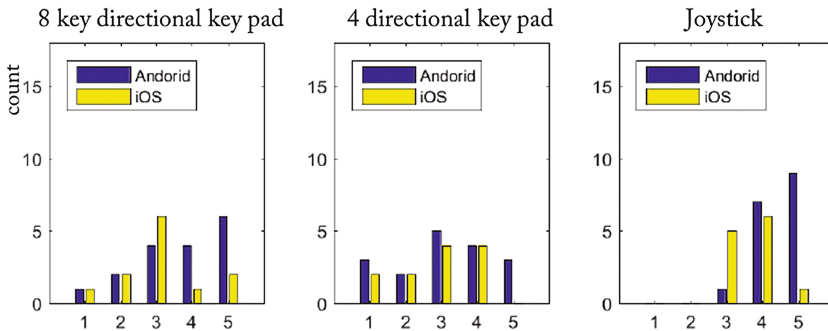 8 key directional key pad
4 directional key pad
Joystick
count
15
10
5
0
Andorid
iOS
1 2 3 4 5
15
10
5
0
Andorid
iOS
1 2 3 4 5
15
10
5
0
Andorid
iOS
1 2 3 4 5